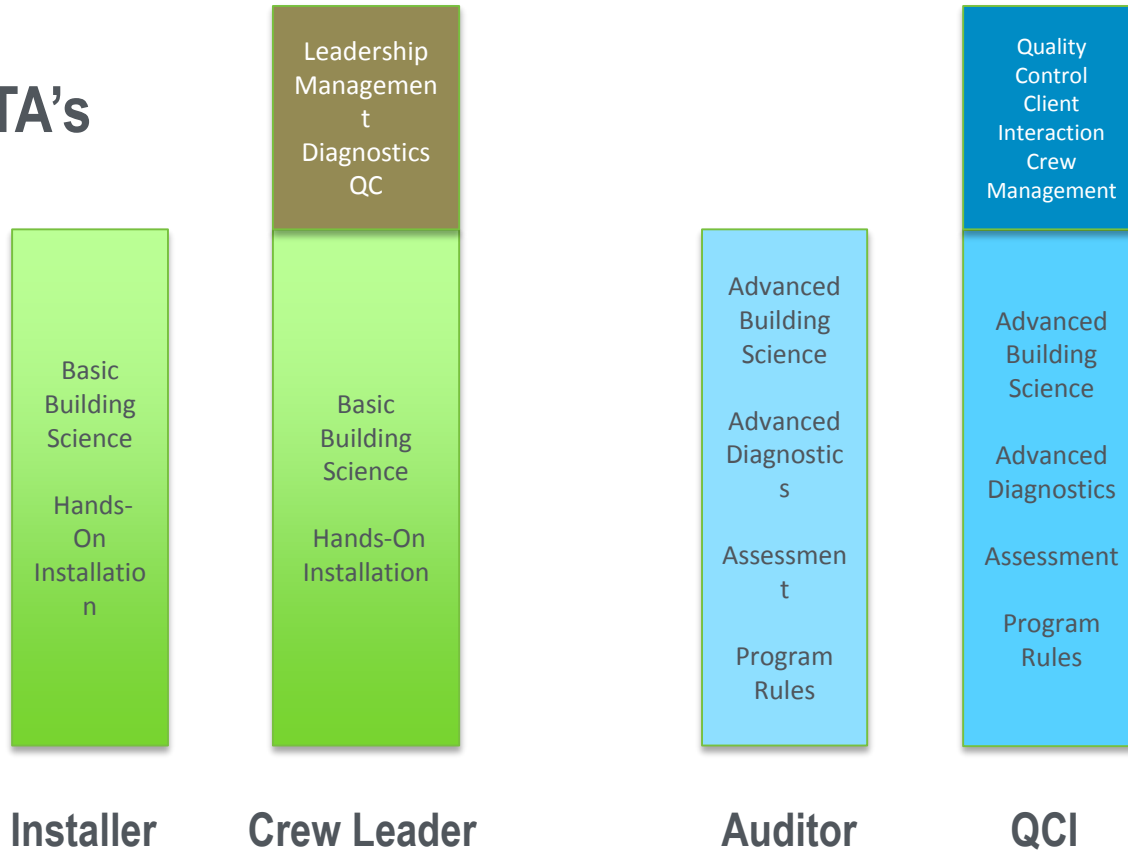 TA's
Leadership
Managemen
t
Diagnostics
QC
Quality
Control
Client
Interaction
Crew
Management
Basic
Building
Science
Hands-
On
Installatio
n
Basic
Building
Science
Hands-On
Installation
Advanced
Building
Science
Advanced
Diagnostic
s
Assessmen
t
Program
Rules
Advanced
Building
Science
Advanced
Diagnostics
Assessment
Program
Rules
Installer
Crew Leader
Auditor
QCI